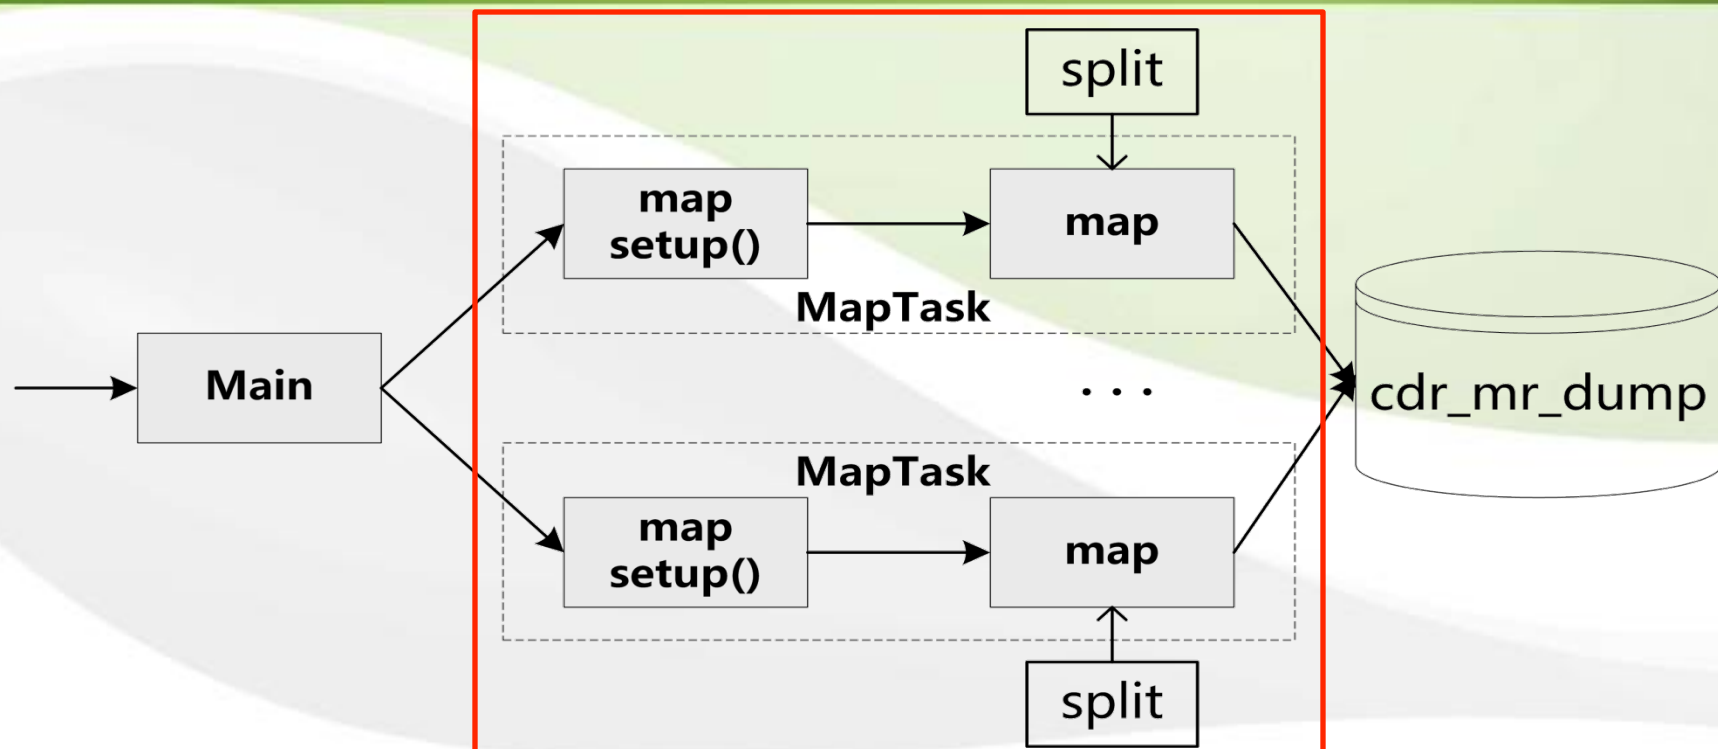 split
map
setup()
map
MapTask
Main
. . .
cdr_mr_dump
MapTask
map
setup()
map
split